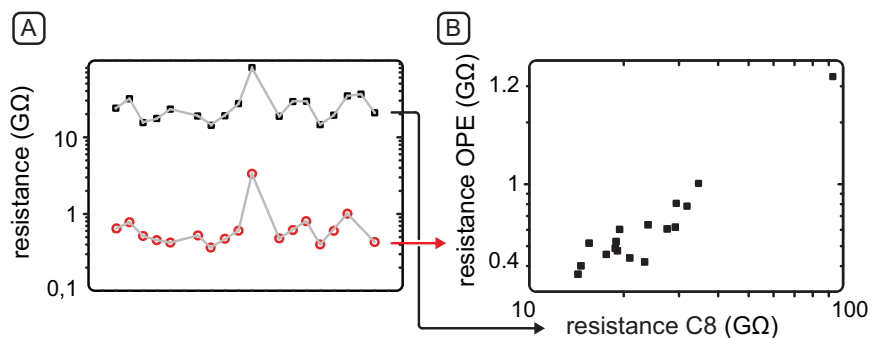 A
resistance (GΩ)
10
1
0,1
B
resistance OPE (GΩ)
1.2
1
0.4
10
100
resistance C8 (GΩ)